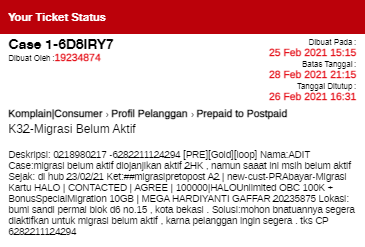 Your Ticket Status
Case 1-6D8IRY7
Dibuat Oleh :19234874
Dibuat Pada :
25 Feb 2021 15:15
Batas Tanggal :
28 Feb 2021 21:15
Tanggal Ditutup :
26 Feb 2021 16:31
Komplain|Consumer › Profil Pelanggan › Prepaid to Postpaid
K32-Migrasi Belum Aktif
Deskripsi: 0218980217 -6282211124294 [PRE][Gold][loop] Nama:ADIT
Case:migrasi belum aktif diojanjikan aktif 2HK , namun saaat ini msih belum aktif
Sejak: di hub 23/02/21 Ket:##migrasipretopost A2 | new-cust-PRAbayar-Migrasi
Kartu HALO | CONTACTED | AGREE | 100000|HALOUnlimited OBC 100K +
BonusSpecialMigration 10GB | MEGA HARDIYANTI GAFFAR 20235875 Lokasi:
bumi sandi permai blok d6 no.15 , kota bekasi . Solusi:mohon bnatuannya segera
diaktifkan untuk migrasi belum aktif , karna pelanggan ingin segera . tks CP
6282211124294